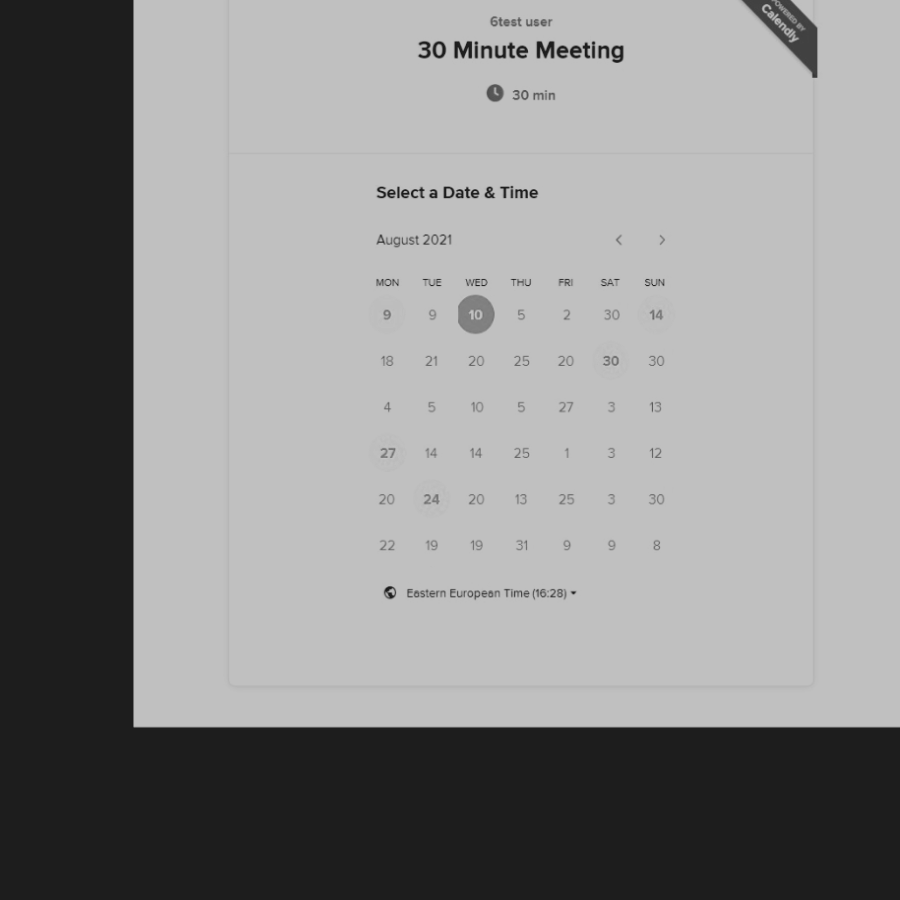 6test user
POWERED BY
Calendly
30 Minute Meeting
30 min
Select a Date & Time
August 2021
MON TUE WED THU FRI SAT SUN
9 9 10 5 2 30 14
18 21 20 25 20 30 30
4 5 10 5 27 3 13
27 14 14 25 1 3 12
20 24 20 13 25 3 30
22 19 19 31 9 9 8
Eastern European Time (16:28)